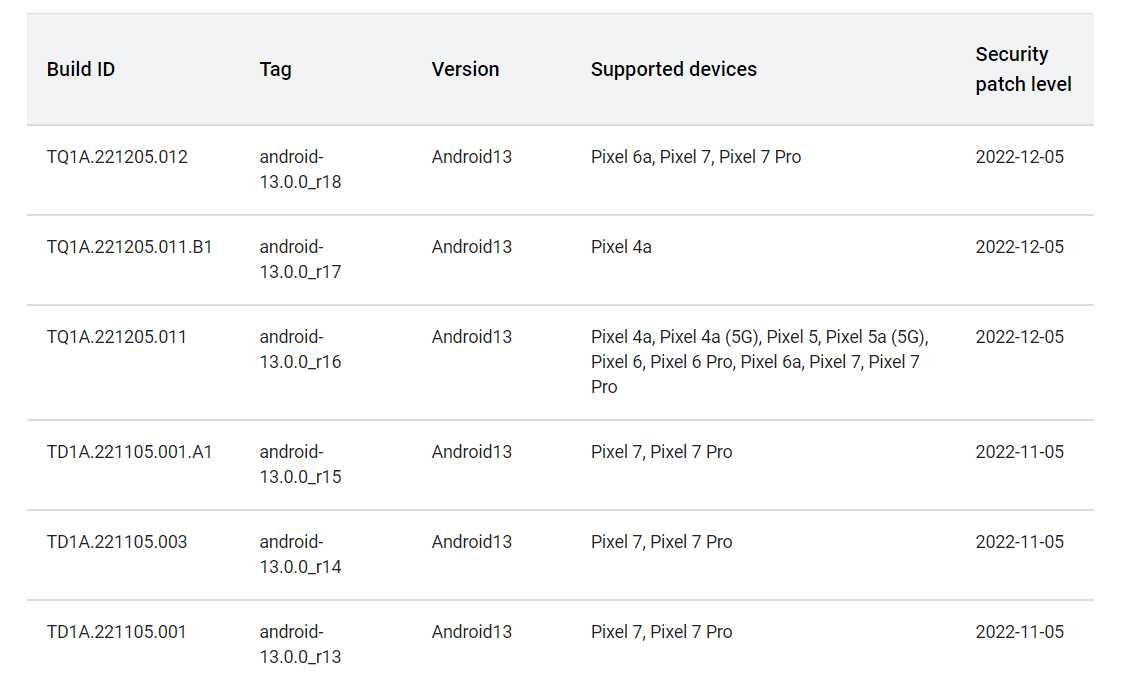 Build ID Tag Version Supported devices Security patch level
TQ1A.221205.012 android- Android13 Pixel 6a, Pixel 7, Pixel 7 Pro 2022-12-05
13.0.0_r18
TQ1A.221205.011.B1 android- Android13 Pixel 4a 2022-12-05
13.0.0_r17
TQ1A.221205.011 android- Android13 Pixel 4a, Pixel 4a (5G), Pixel 5, Pixel 5a (5G), 2022-12-05
13.0.0_r16 Pixel 6, Pixel 6 Pro, Pixel 6a, Pixel 7, Pixel 7
Pro
TD1A.221105.001.A1 android- Android13 Pixel 7, Pixel 7 Pro 2022-11-05
13.0.0_r15
TD1A.221105.003 android- Android13 Pixel 7, Pixel 7 Pro 2022-11-05
13.0.0_r14
TD1A.221105.001 android- Android13 Pixel 7, Pixel 7 Pro 2022-11-05
13.0.0_r13